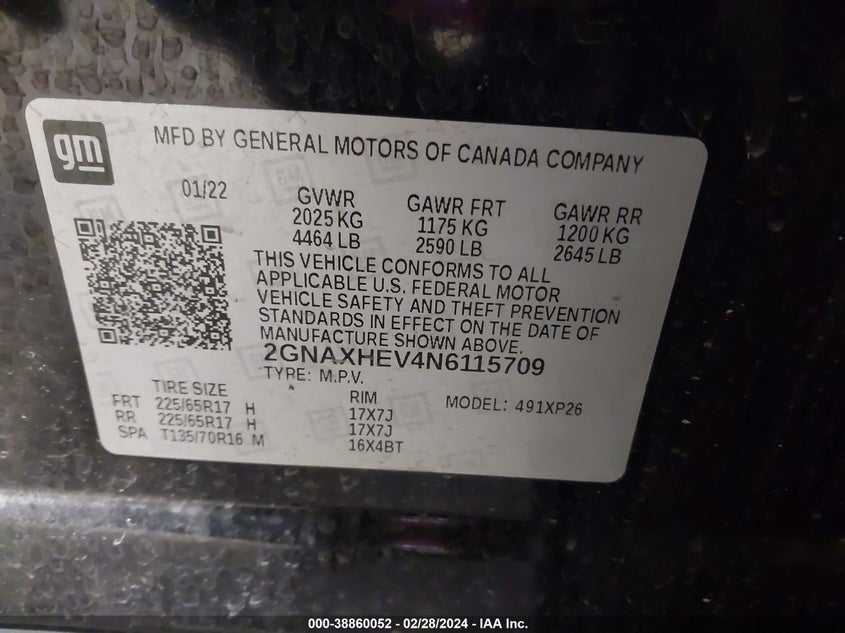 gm
MFD BY GENERAL MOTORS OF CANADA COMPANY
01/22
GVWR
2025 KG
4464 LB
GAWR FRT
1175 KG
2590 LB
GAWR RR
1200 KG
2645 LB
THIS VEHICLE CONFORMS TO ALL
APPLICABLE U.S. FEDERAL MOTOR
VEHICLE SAFETY AND THEFT PREVENTION
STANDARDS IN EFFECT ON THE DATE OF
MANUFACTURE SHOWN ABOVE.
2GNAXHEV4N6115709
TYPE: M.P.V.
TIRE SIZE
FRT 225/65R17 H
RR 225/65R17 H
SPA T135/70R16 M
RIM
17X7J
17X7J
16X4BT
MODEL: 491XP26
000-38860052 - 02/28/2024 - IAA Inc.